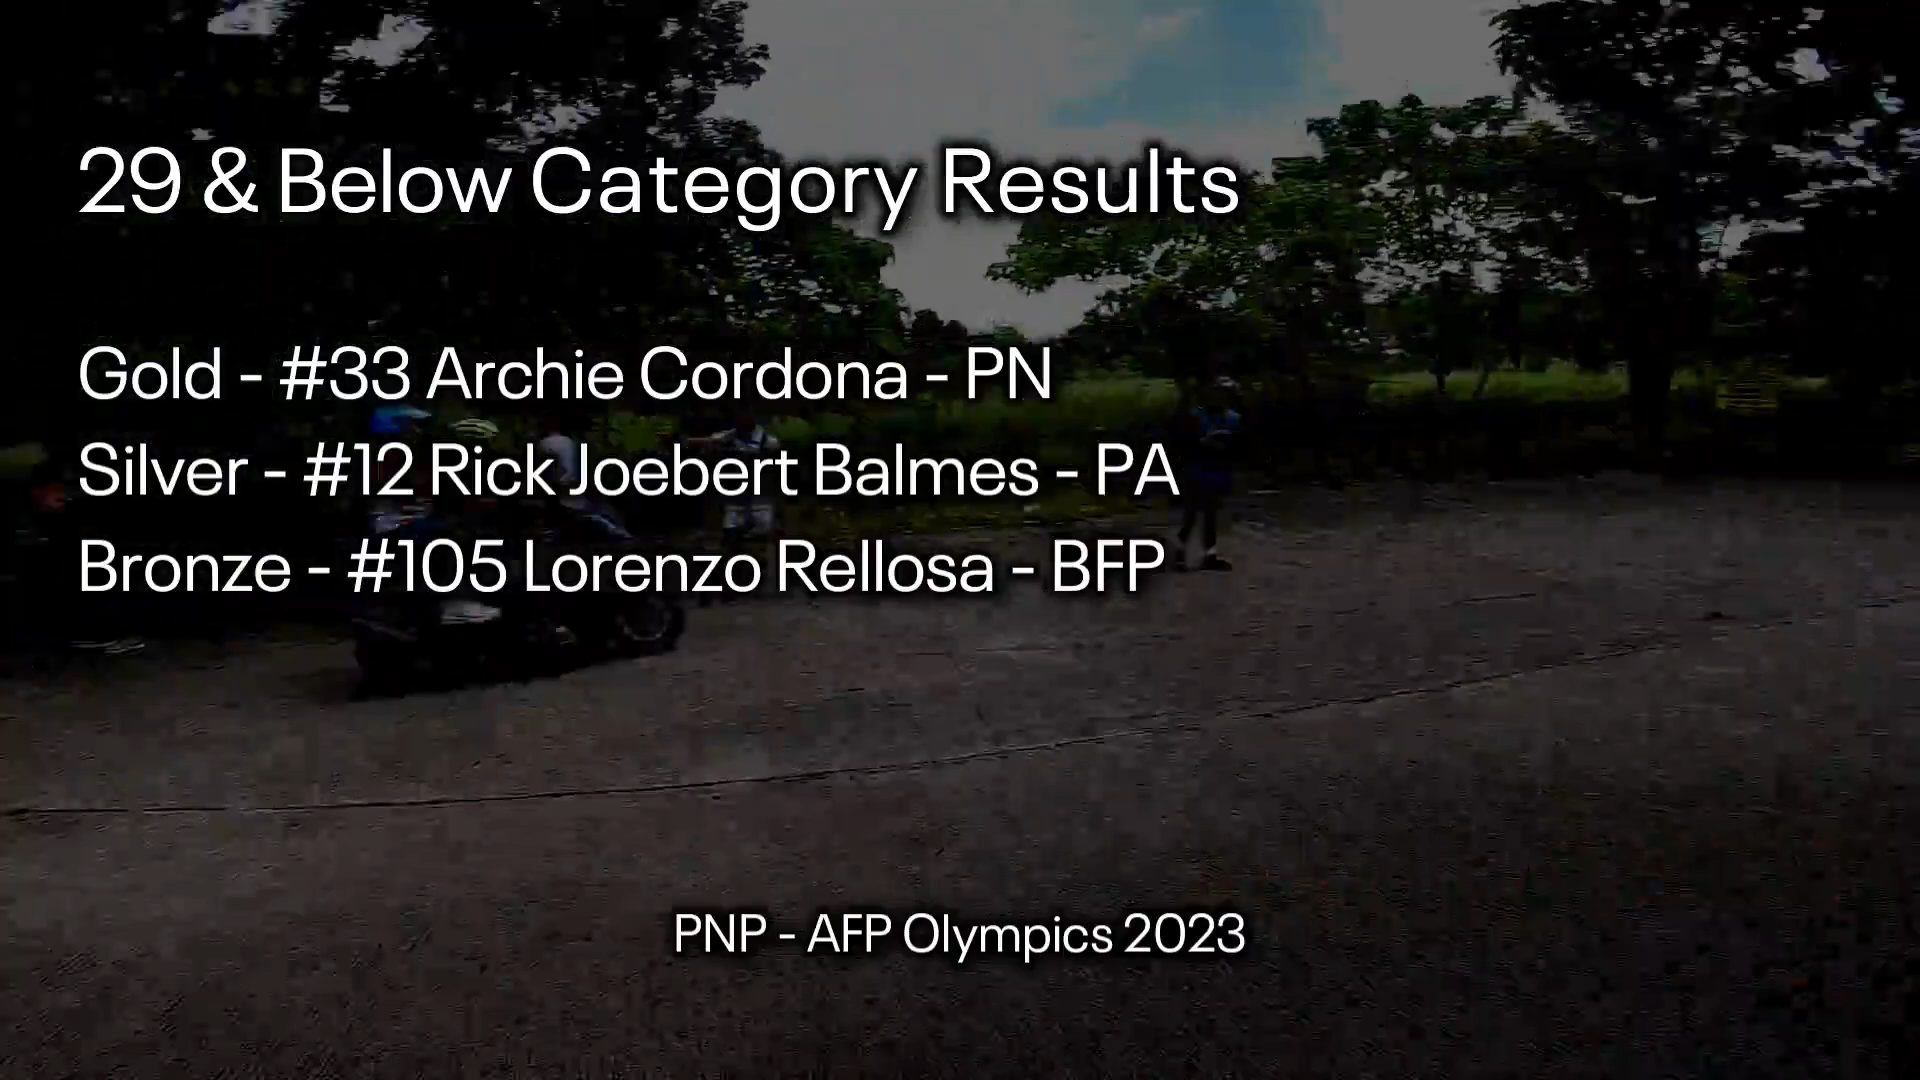 29 & Below Category Results
Gold - #33 Archie Cordona - PN
Silver - #12 Rick Joebert Balmes - PA
Bronze - #105 Lorenzo Rellosa - BFP
PNP - AFP Olympics 2023